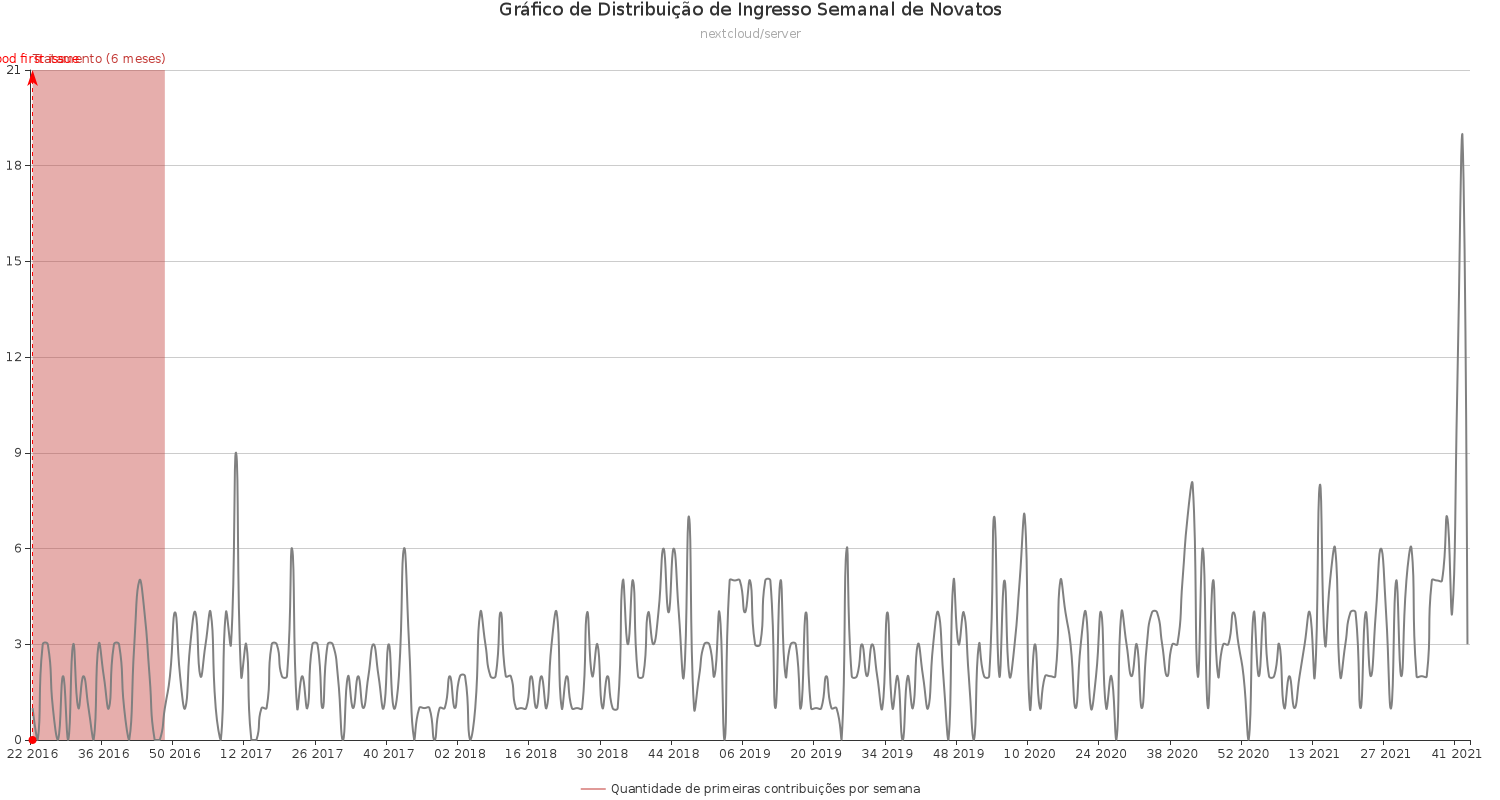 Gráfico de Distribuição de Ingresso Semanal de Novatos
nextcloud/server
Tratamento (6 meses)
21
18
15
12
9
6
3
0
22 2016 36 2016 50 2016 12 2017 26 2017 40 2017 02 2018 16 2018 30 2018 44 2018 06 2019 20 2019 34 2019 48 2019 10 2020 24 2020 38 2020 52 2020 13 2021 27 2021 41 2021
Quantidade de primeiras contribuições por semana